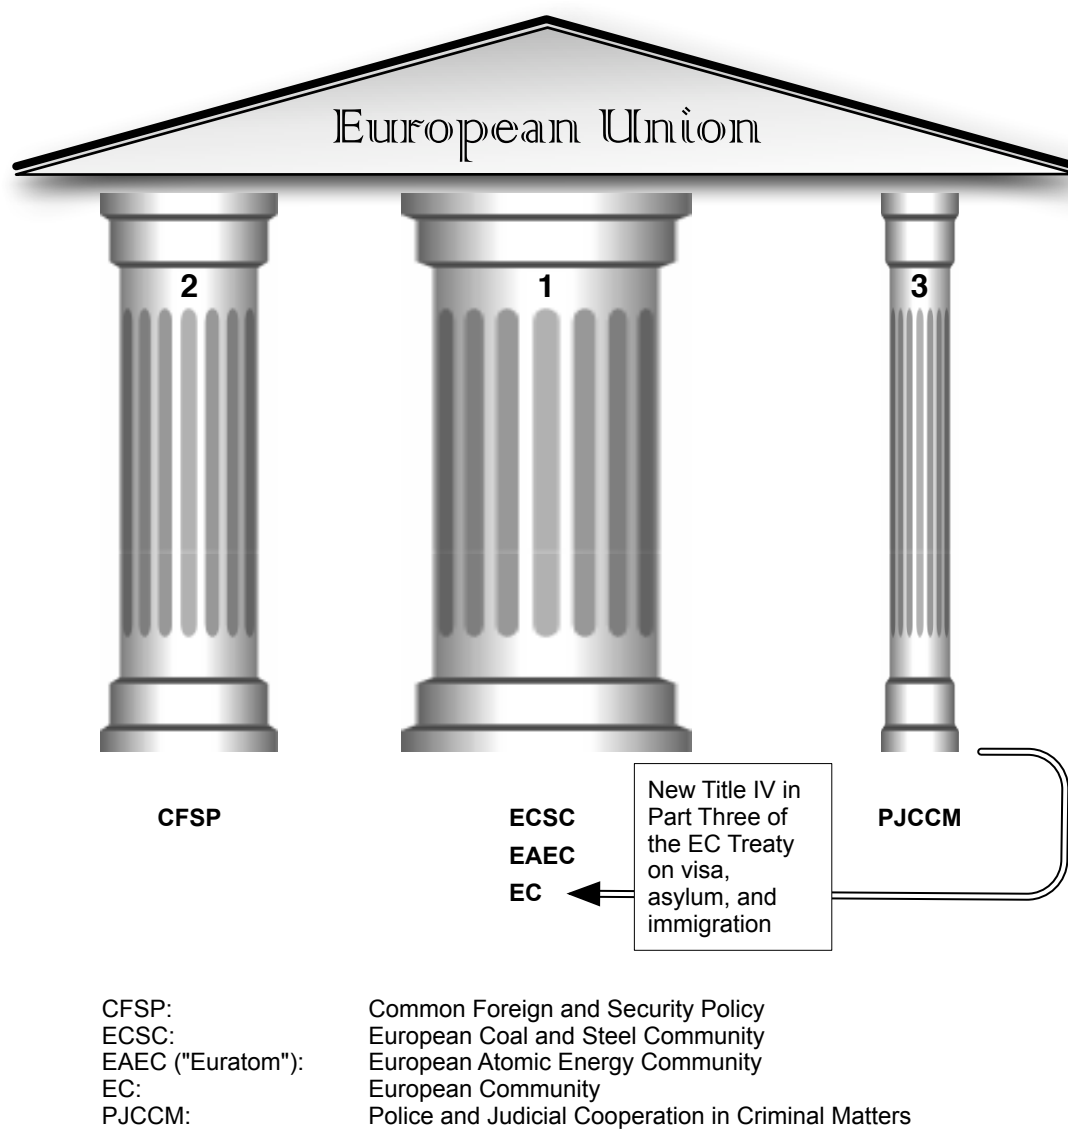 European Union
2
1
3
CFSP
ECSC
EAEC
EC
New Title IV in
Part Three of
the EC Treaty
on visa,
asylum, and
immigration
PJCCM
CFSP: Common Foreign and Security Policy
ECSC: European Coal and Steel Community
EAEC ("Euratom"): European Atomic Energy Community
EC: European Community
PJCCM: Police and Judicial Cooperation in Criminal Matters